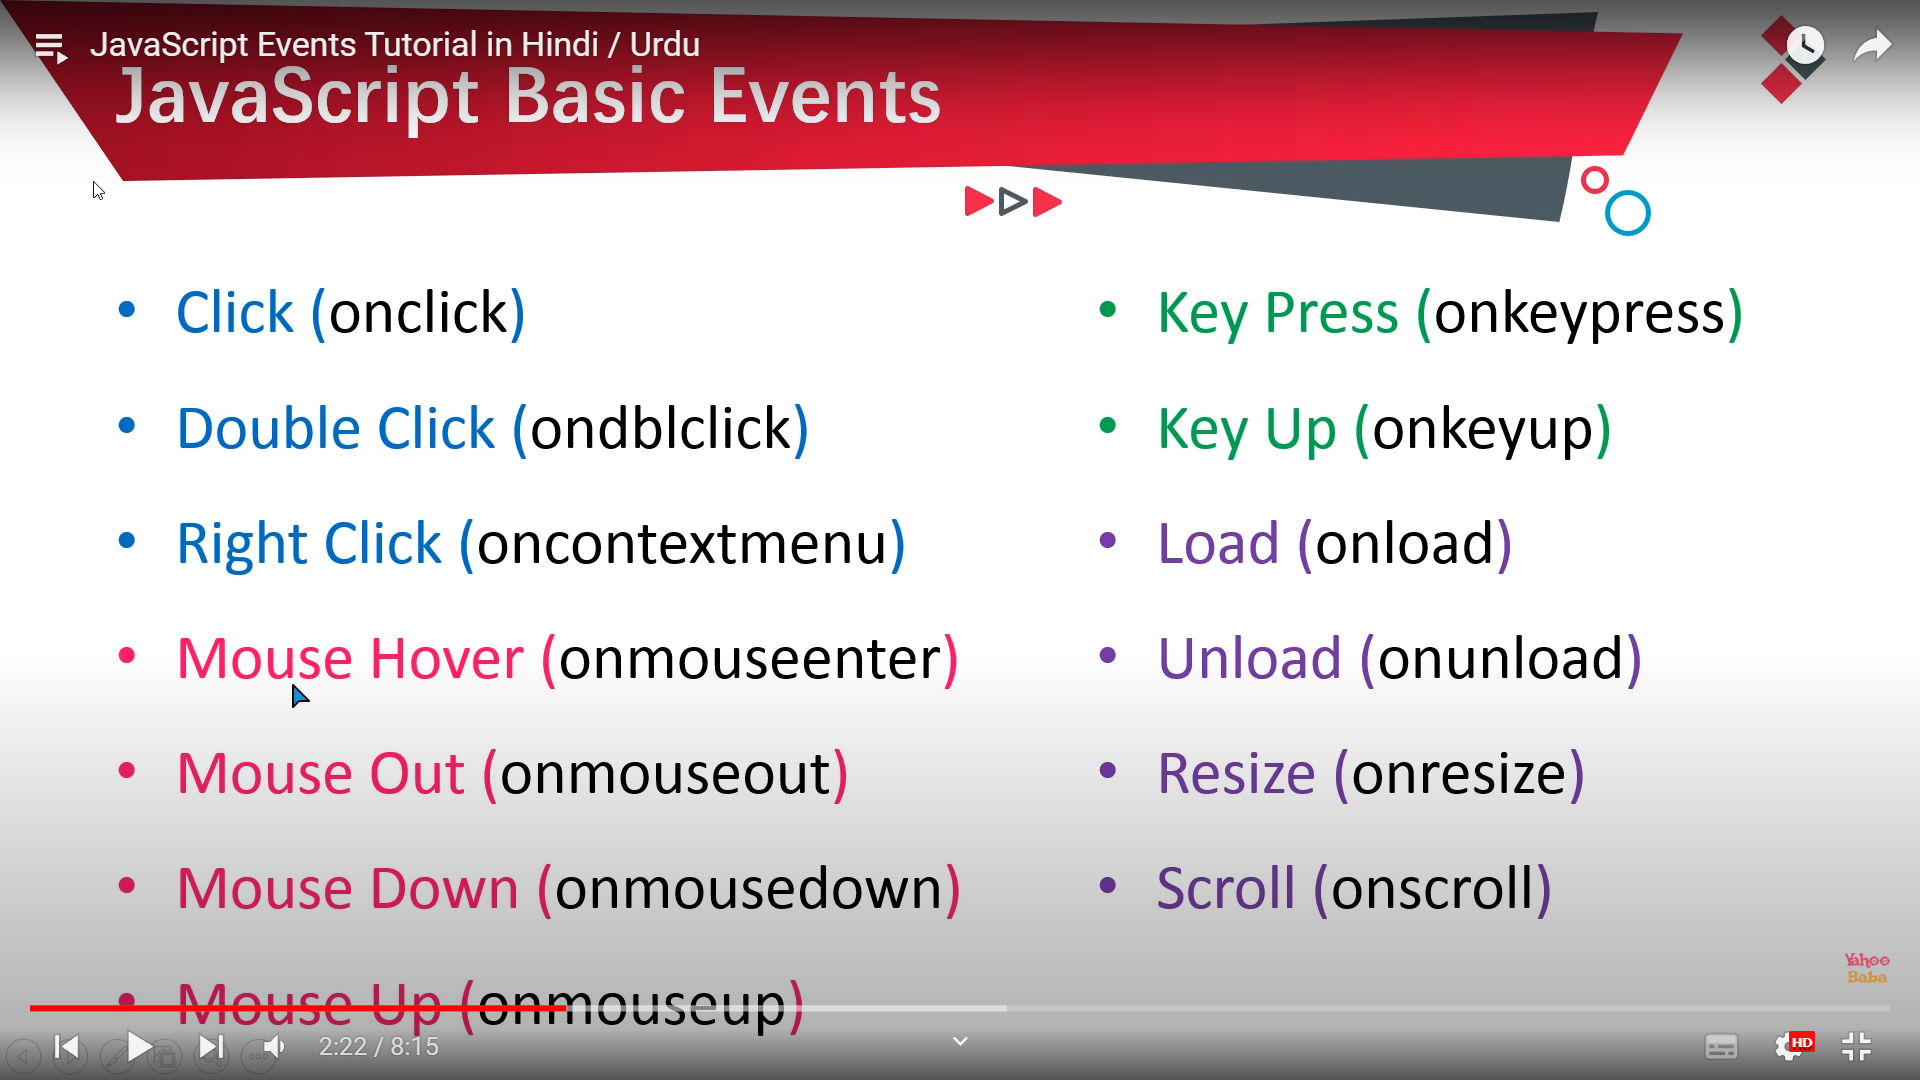 JavaScript Events Tutorial in Hindi / Urdu
JavaScript Basic Events
• Click (onclick)
• Double Click (ondblclick)
• Right Click (oncontextmenu)
• Mouse Hover (onmouseenter)
• Mouse Out (onmouseout)
• Mouse Down (onmousedown)
• Mouse Up (onmouseup)
• Key Press (onkeypress)
• Key Up (onkeyup)
• Load (onload)
• Unload (onunload)
• Resize (onresize)
• Scroll (onscroll)
Yahoo
Baba
2:22 / 8:15
HD